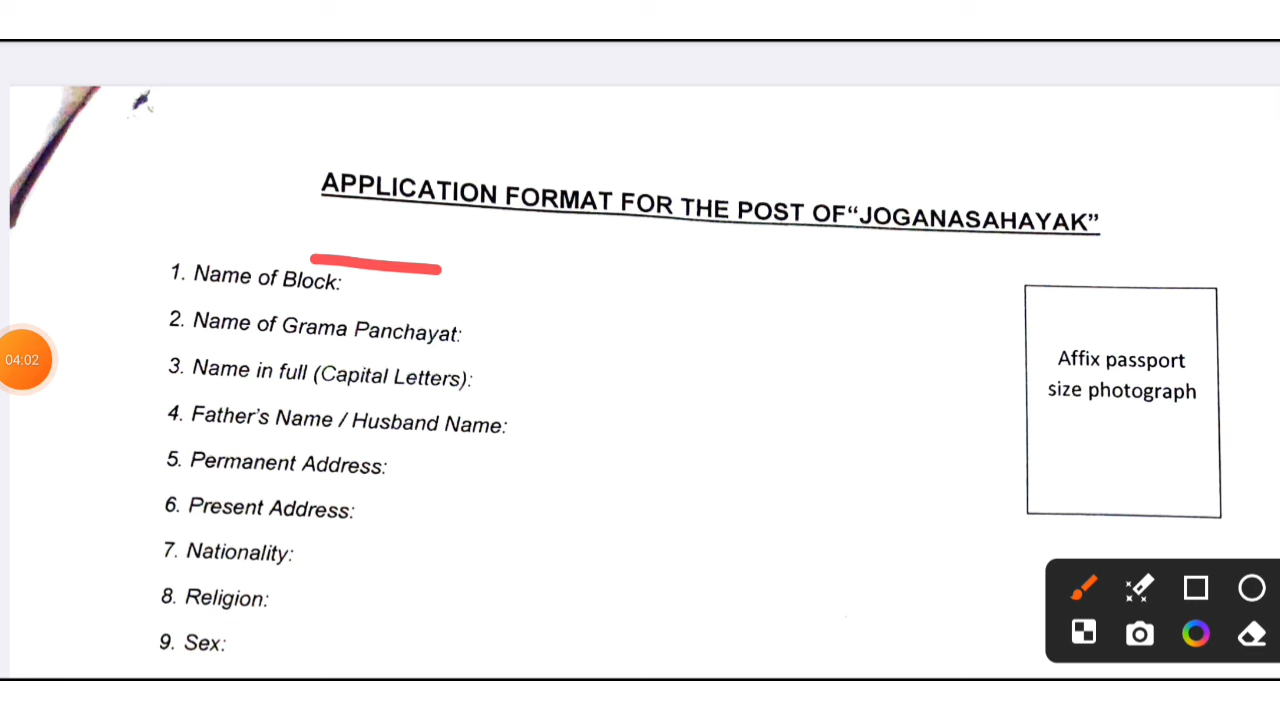 APPLICATION FORMAT FOR THE POST OF“JOGANASAHAYAK”
1. Name of Block:
2. Name of Grama Panchayat:
3. Name in full (Capital Letters):
4. Father’s Name / Husband Name:
5. Permanent Address:
6. Present Address:
7. Nationality:
8. Religion:
9. Sex:
Affix passport
size photograph
04:02